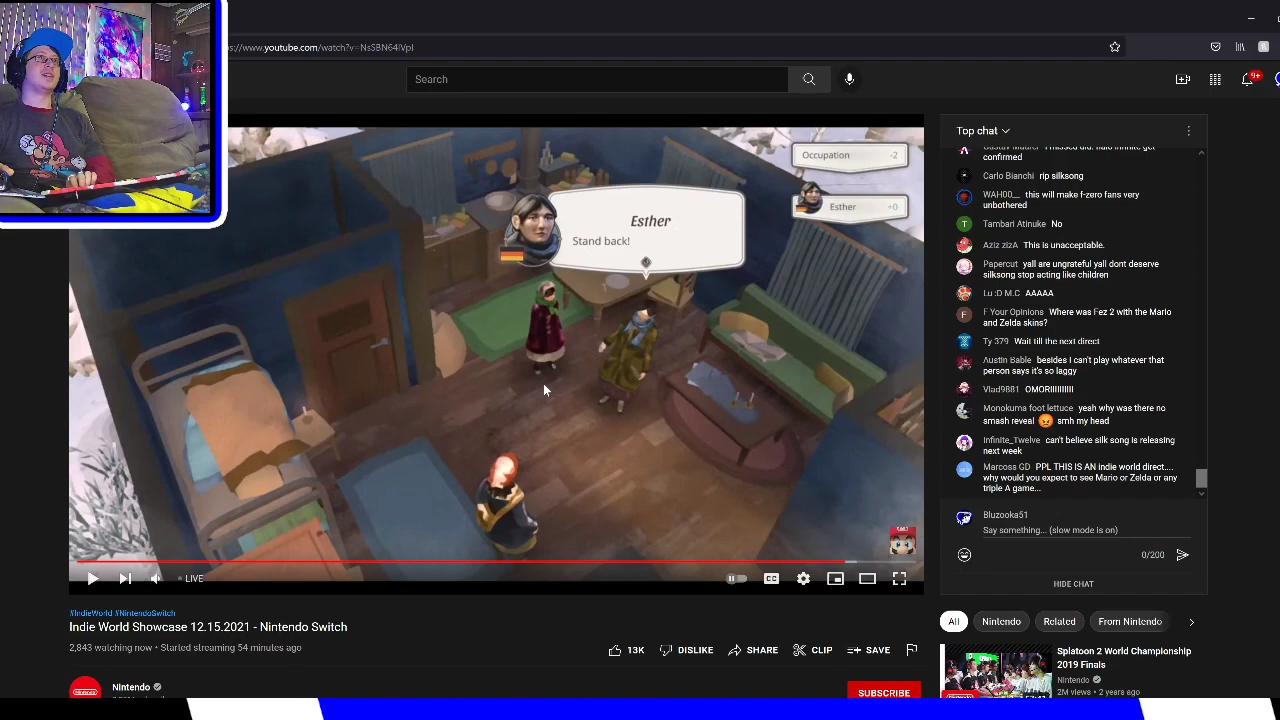 s://www.youtube.com/watch?v=NsSBN64lVpI
Search
9+
Occupation -2
Esther +0
Esther
Stand back!
LIVE
CC
#IndieWorld #NintendoSwitch
Indie World Showcase 12.15.2021 - Nintendo Switch
2,843 watching now • Started streaming 54 minutes ago
13K
DISLIKE
SHARE
CLIP
SAVE
Nintendo
Nintendo
SUBSCRIBE
Top chat
confirmed
Carlo Bianchi rip silksong
WAH00__ this will make f-zero fans very
unbothered
Tambari Atinuke No
Aziz zizA This is unacceptable.
Papercut yall are ungrateful yall dont deserve
silksong stop acting like children
Lu :D M.C AAAAA
F Your Opinions Where was Fez 2 with the Mario
and Zelda skins?
Ty 379 Wait till the next direct
Austin Bable besides I can't play whatever that
person says it's so laggy
Vlad9881 OMORIIIIIIIIII
Monokuma foot lettuce yeah why was there no
smash reveal 😡 smh my head
Infinite_Twelve can't believe silk song is releasing
next week
Marcoss GD PPL THIS IS AN indie world direct....
why would you expect to see Mario or Zelda or any
triple A game...
Bluzooka51
Say something... (slow mode is on)
0/200
HIDE CHAT
All
Nintendo
Related
From Nintendo
Splatoon 2 World Championship
2019 Finals
Nintendo
2M views • 2 years ago